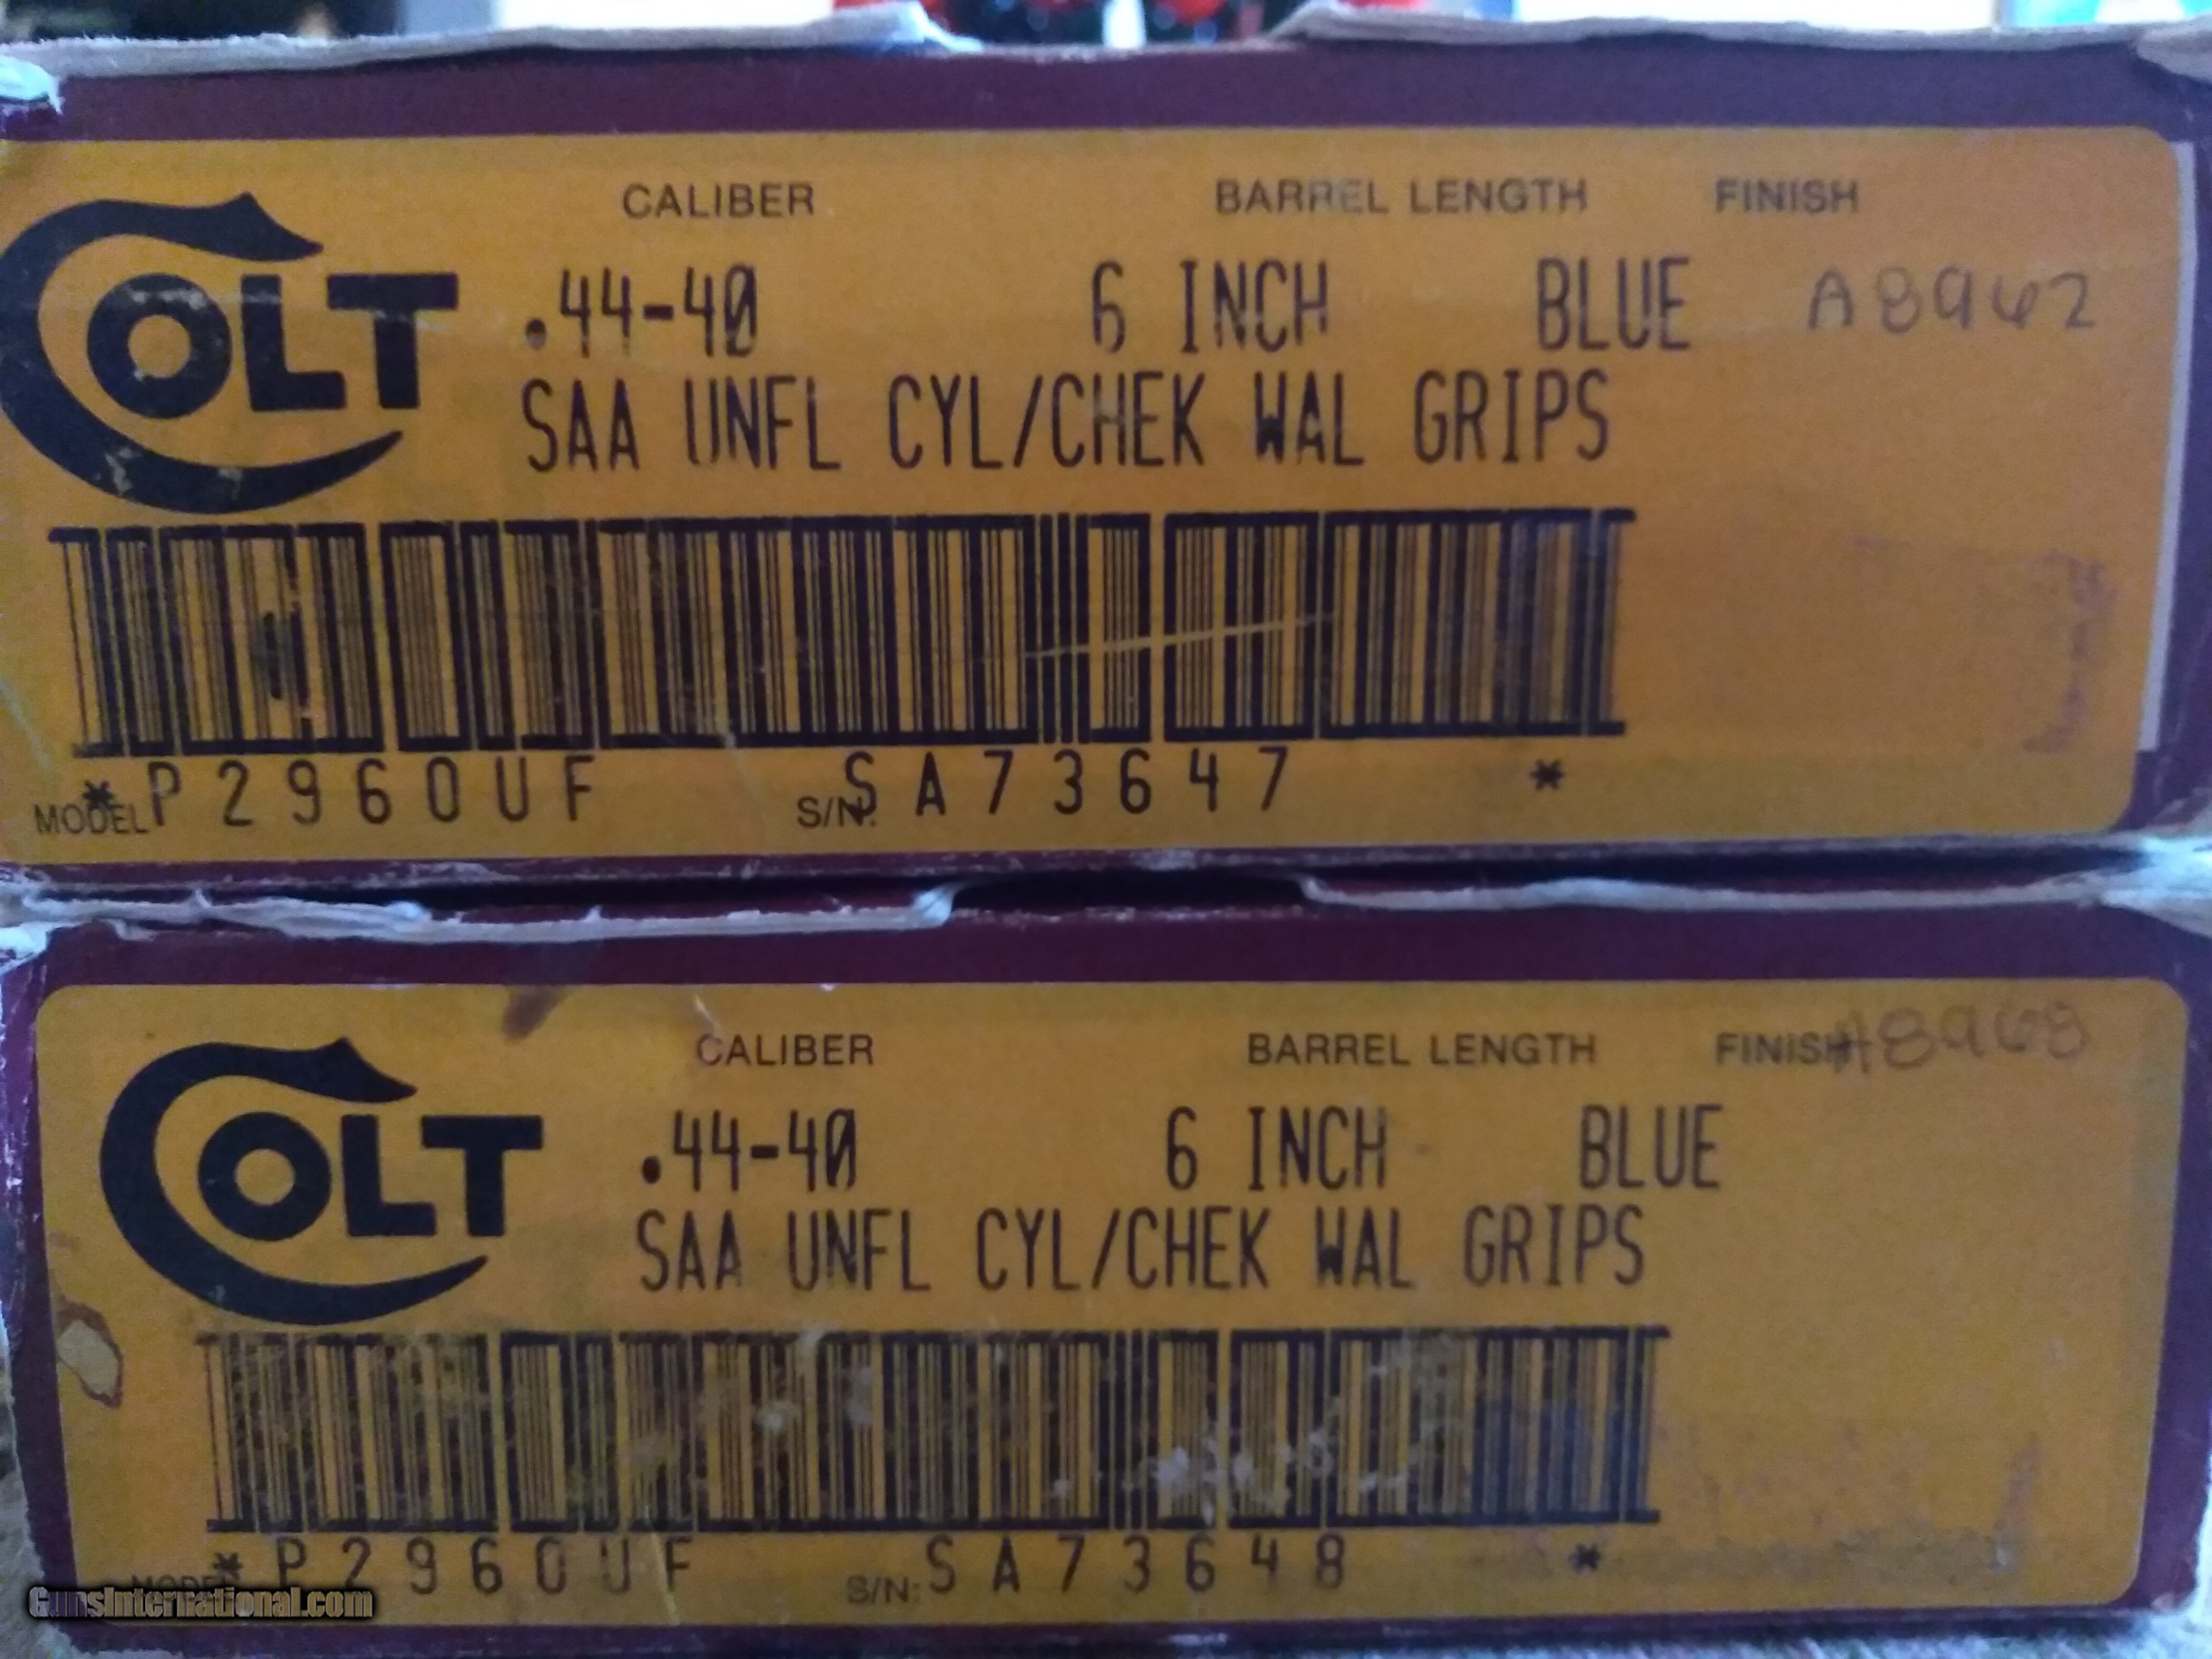 CALIBER BARREL LENGTH FINISH
COLT .44-40 6 INCH BLUE A8962
SAA UNFL CYL/CHEK WAL GRIPS
MODEL *P2960UF S/N: SA73647 *
CALIBER BARREL LENGTH FINISH A8968
COLT .44-40 6 INCH BLUE
SAA UNFL CYL/CHEK WAL GRIPS
MODEL *P2960UF S/N: SA73648 *
GunsInternational.com